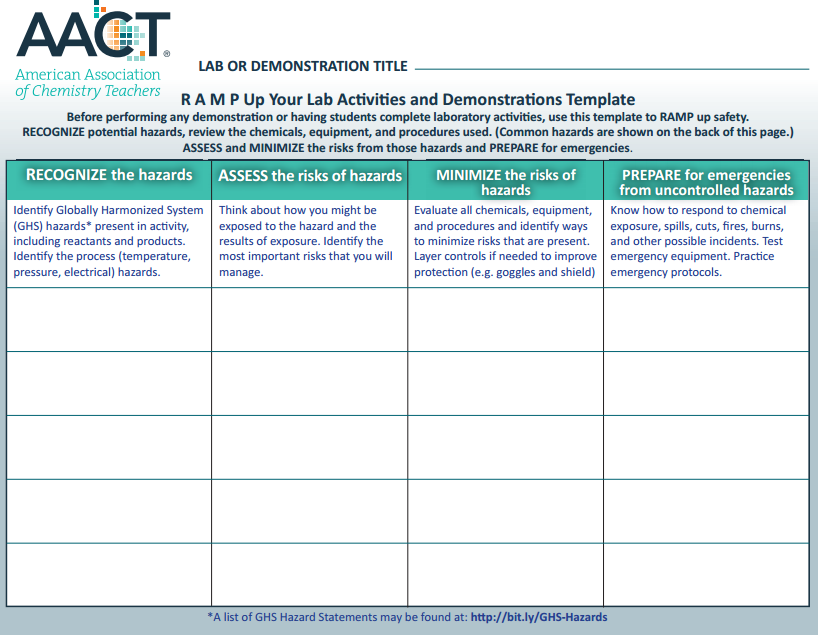 AACT®
American Association
of Chemistry Teachers
LAB OR DEMONSTRATION TITLE
R A M P Up Your Lab Activities and Demonstrations Template
Before performing any demonstration or having students complete laboratory activities, use this template to RAMP up safety.
RECOGNIZE potential hazards, review the chemicals, equipment, and procedures used. (Common hazards are shown on the back of this page.)
ASSESS and MINIMIZE the risks from those hazards and PREPARE for emergencies.
RECOGNIZE the hazards
Identify Globally Harmonized System
(GHS) hazards* present in activity,
including reactants and products.
Identify the process (temperature,
pressure, electrical) hazards.
ASSESS the risks of hazards
Think about how you might be
exposed to the hazard and the
results of exposure. Identify the
most important risks that you will
manage.
MINIMIZE the risks of
hazards
Evaluate all chemicals, equipment,
and procedures and identify ways
to minimize risks that are present.
Layer controls if needed to improve
protection (e.g. goggles and shield)
PREPARE for emergencies
from uncontrolled hazards
Know how to respond to chemical
exposure, spills, cuts, fires, burns,
and other possible incidents. Test
emergency equipment. Practice
emergency protocols.
*A list of GHS Hazard Statements may be found at: http://bit.ly/GHS-Hazards